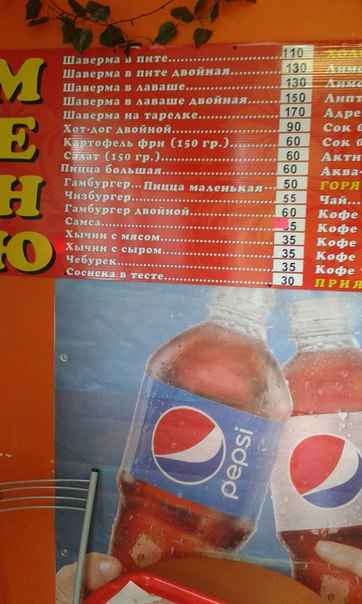 МЕНЮ
Шаверма в пите 110
Шаверма в пите двойная 130
Шаверма в лаваше 130
Шаверма в лаваше двойная 150
Шаверма на тарелке 170
Хот-дог двойной 90
Картофель фри (150 гр.) 60
Салат (150 гр.) 60
Пицца большая 60
Гамбургер...Пицца маленькая 50
Чизбургер 55
Гамбургер двойной 60
Самса
Хычин с мясом 35
Хычин с сыром 35
Чебурек 35
Сосиска в тесте 30
Сок
Сок
Чай...
Кофе
Кофе
Кофе
Кофе
Кофе
pepsi